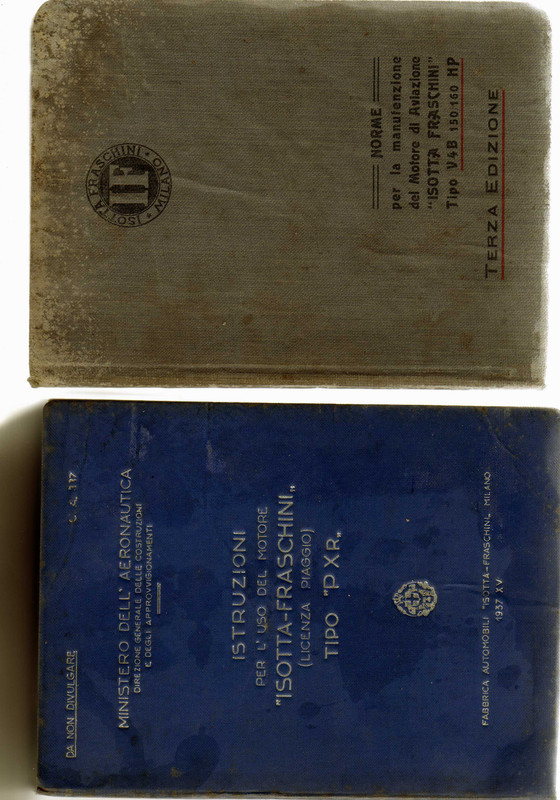 ISOTTA FRASCHINI * MILANO *
IF
NORME
per la manutenzione
del Motore di Aviazione
"ISOTTA FRASCHINI"
Tipo V4B 150/160 HP
TERZA EDIZIONE
DA NON DIVULGARE
C. A. 117
MINISTERO DELL'AERONAUTICA
DIREZIONE GENERALE DELLE COSTRUZIONI
E DEGLI APPROVVIGIONAMENTI
ISTRUZIONI
PER L'USO DEL MOTORE
"ISOTTA-FRASCHINI„
(LICENZA PIAGGIO)
TIPO "P XR„
FABBRICA AUTOMOBILI "ISOTTA-FRASCHINI„ MILANO
1937 XV